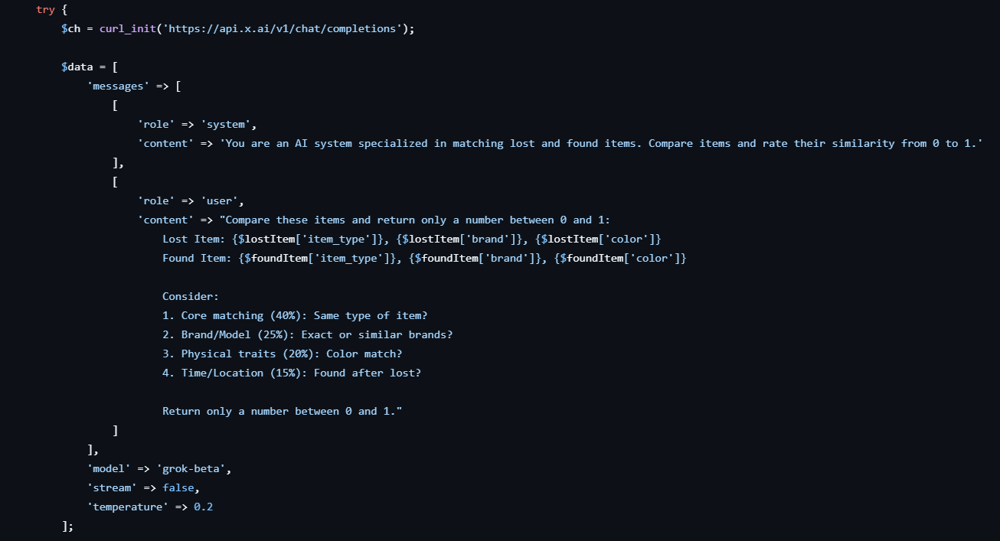 try {
$ch = curl_init('https://api.x.ai/v1/chat/completions');
$data = [
'messages' => [
[
'role' => 'system',
'content' => 'You are an AI system specialized in matching lost and found items. Compare items and rate their similarity from 0 to 1.'
],
[
'role' => 'user',
'content' => "Compare these items and return only a number between 0 and 1:
Lost Item: {$lostItem['item_type']}, {$lostItem['brand']}, {$lostItem['color']}
Found Item: {$foundItem['item_type']}, {$foundItem['brand']}, {$foundItem['color']}
Consider:
1. Core matching (40%): Same type of item?
2. Brand/Model (25%): Exact or similar brands?
3. Physical traits (20%): Color match?
4. Time/Location (15%): Found after lost?
Return only a number between 0 and 1."
]
],
'model' => 'grok-beta',
'stream' => false,
'temperature' => 0.2
];